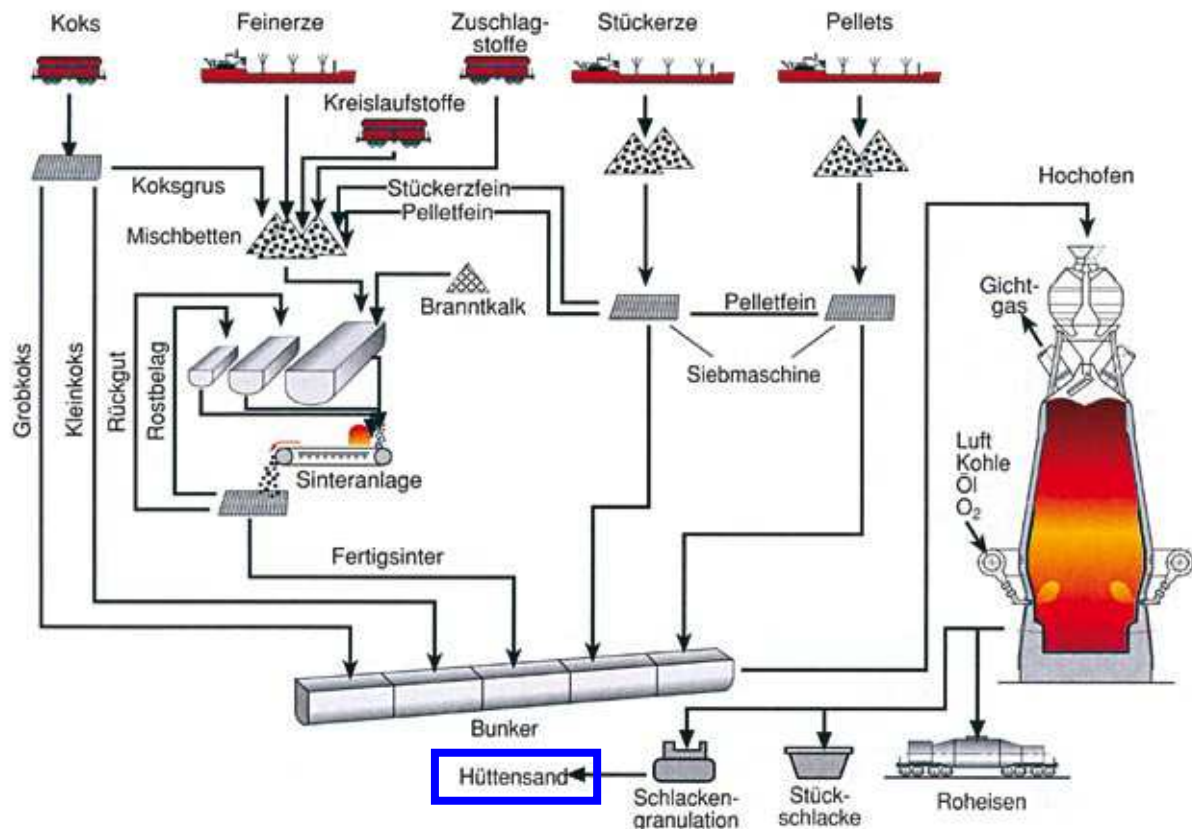 Koks
Feinerze
Zuschlag-
stoffe
Stückerze
Pellets
Kreislaufstoffe
Koksgrus
Stückerzfein
Pelletfein
Hochofen
Mischbetten
Branntkalk
Pelletfein
Gicht-
gas
Siebmaschine
Grobkoks
Kleinkoks
Rückgut
Rostbelag
Sinteranlage
Luft
Kohle
Öl
O₂
Fertigsinter
Bunker
Hüttensand
Schlacken-
granulation
Stück-
schlacke
Roheisen